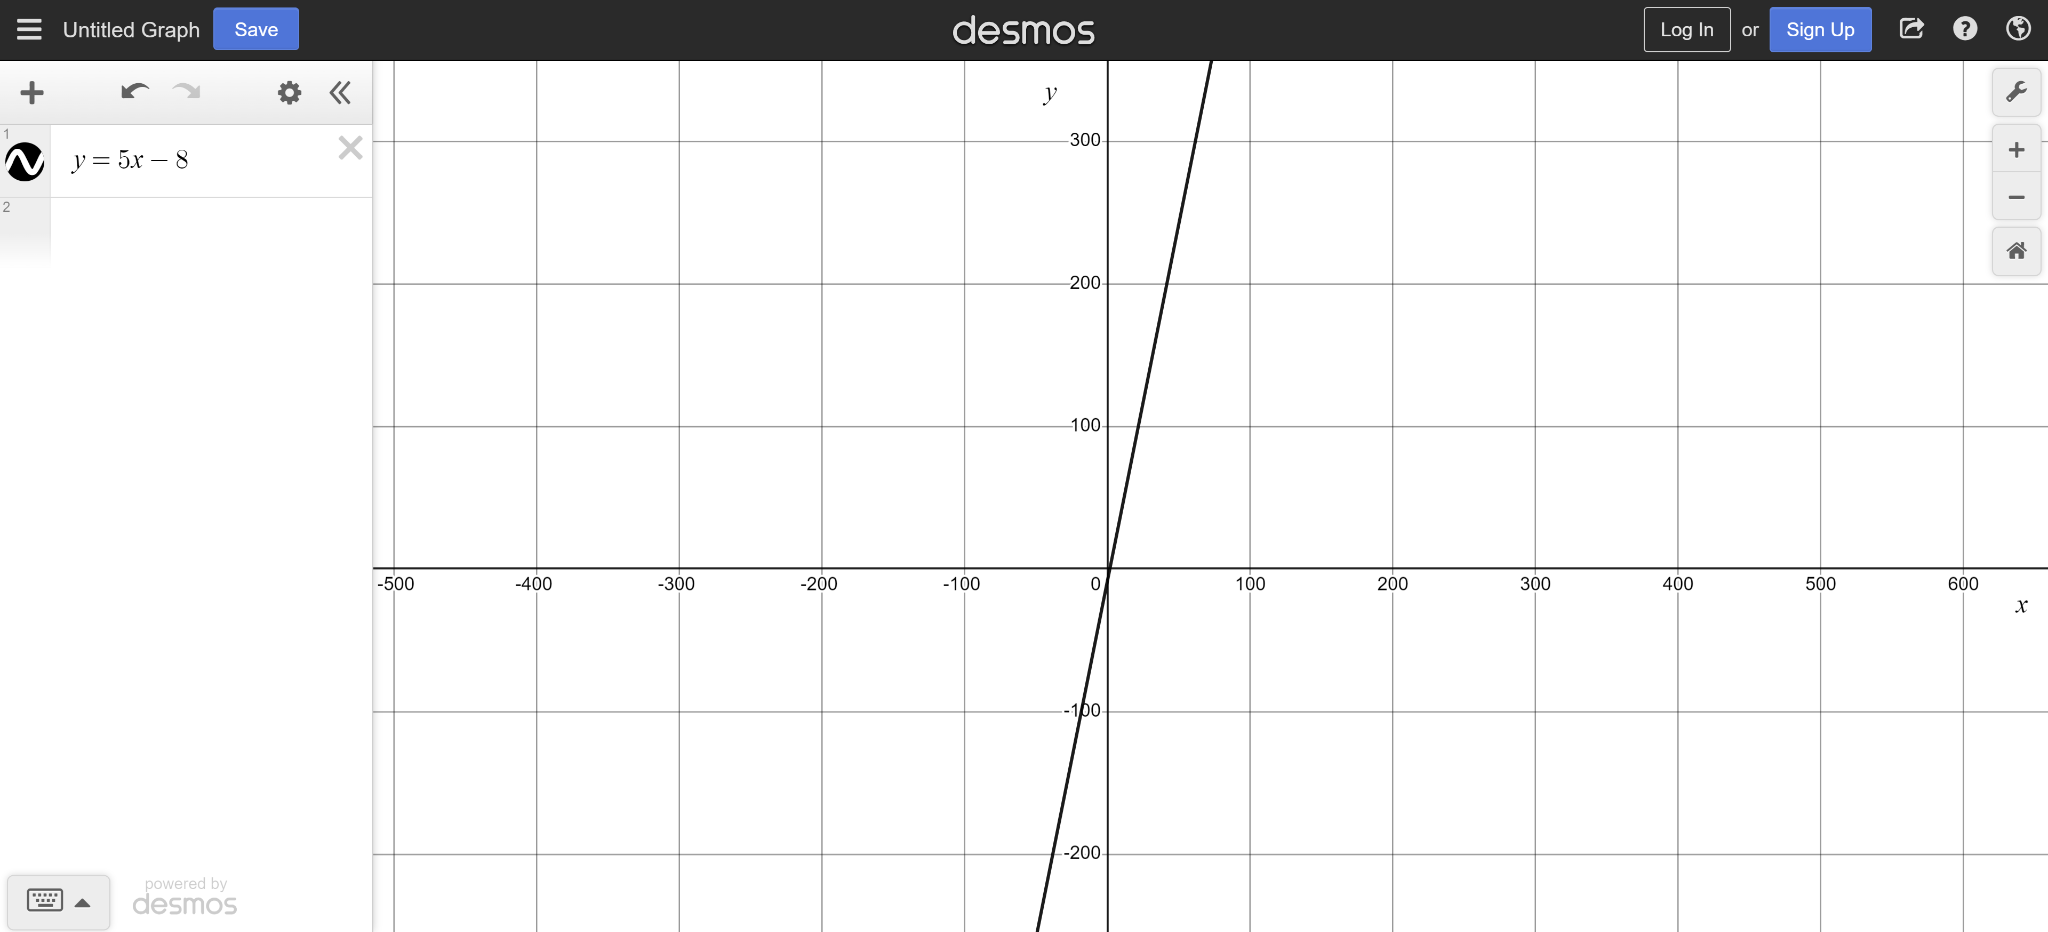 Untitled Graph Save desmos Log In or Sign Up
1
y = 5x − 8
2
powered by
desmos
y
300
200
100
-500 -400 -300 -200 -100 0 100 200 300 400 500 600
x
-100
-200